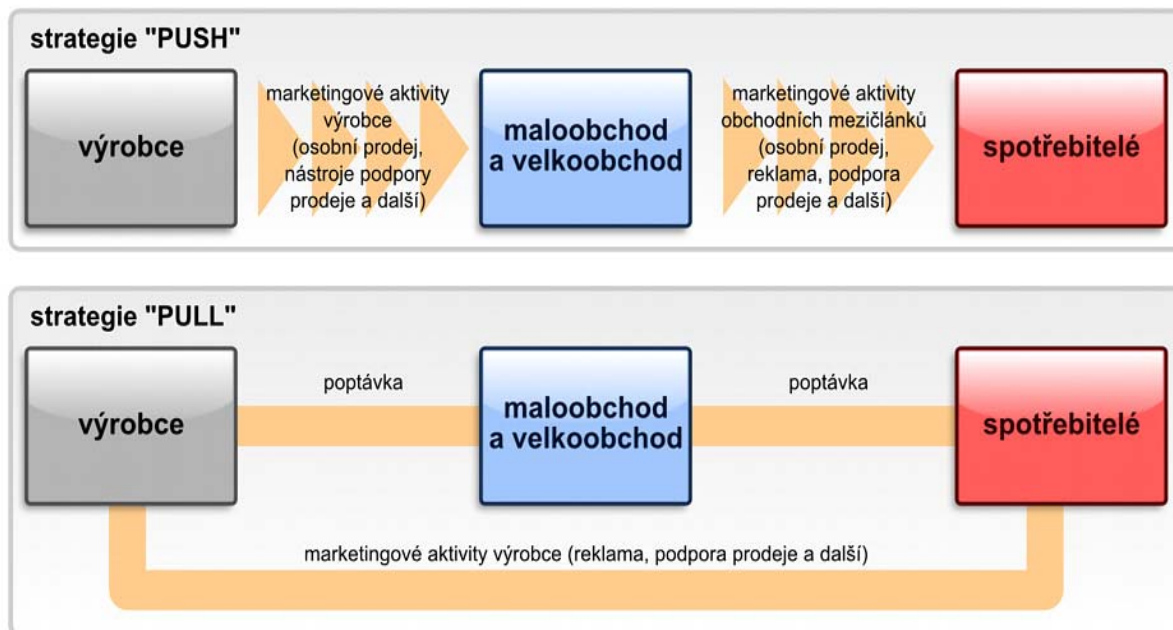 strategie "PUSH"
výrobce
marketingové aktivity
výrobce
(osobní prodej,
nástroje podpory
prodeje a další)
maloobchod
a velkoobchod
marketingové aktivity
obchodních mezičlánků
(osobní prodej,
reklama, podpora
prodeje a další)
spotřebitelé
strategie "PULL"
výrobce
poptávka
maloobchod
a velkoobchod
poptávka
spotřebitelé
marketingové aktivity výrobce (reklama, podpora prodeje a další)